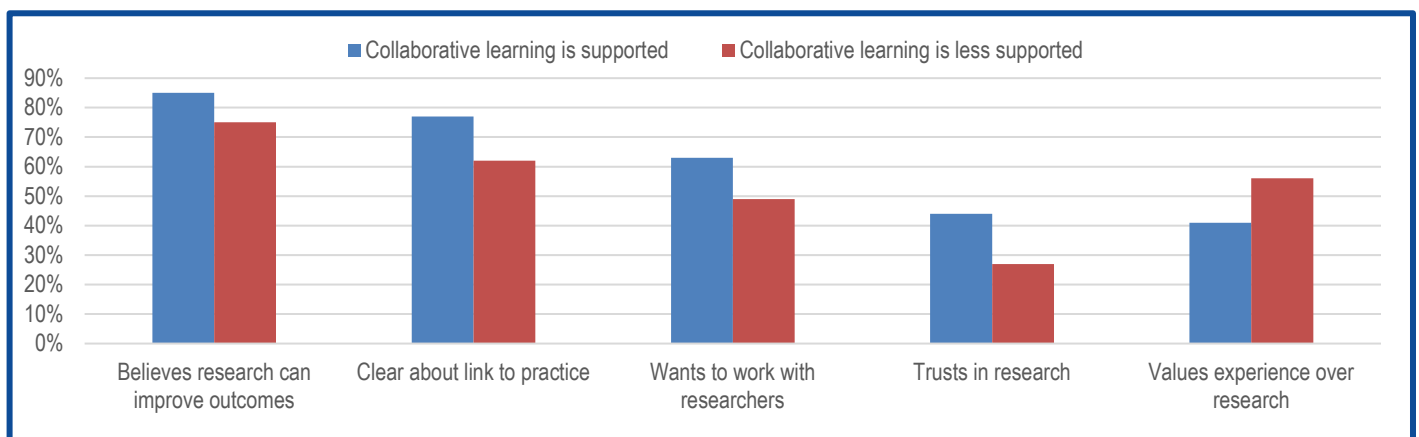 Collaborative learning is supported Collaborative learning is less supported
90%
80%
70%
60%
50%
40%
30%
20%
10%
0%
Believes research can improve outcomes
Clear about link to practice
Wants to work with researchers
Trusts in research
Values experience over research